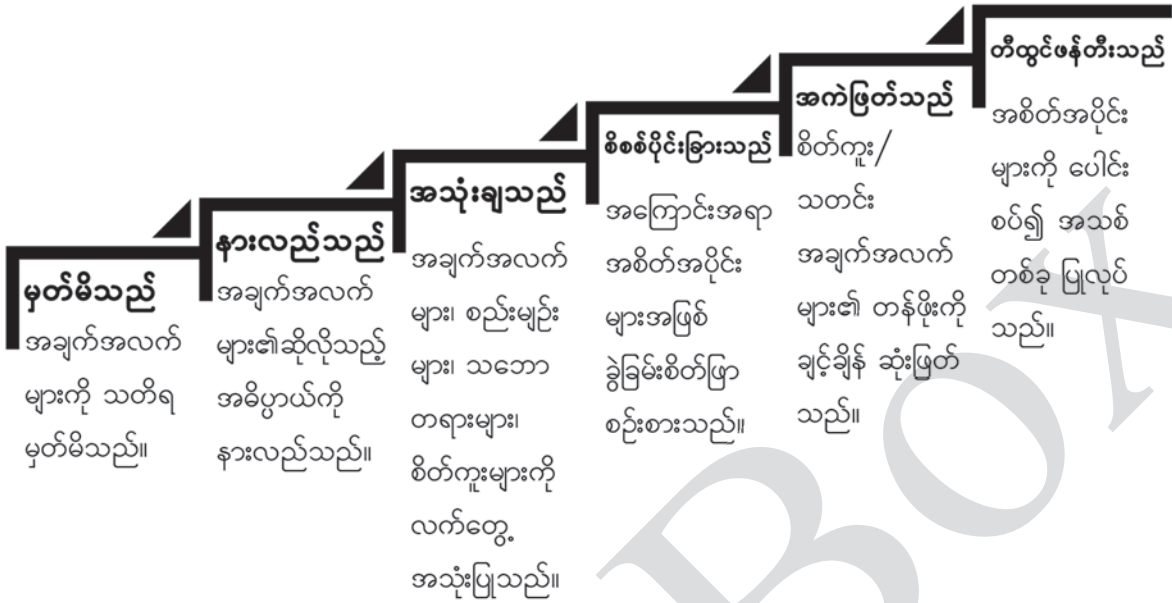 မှတ်မိသည်
အချက်အလက်
များကို သတိရ
မှတ်မိသည်။
နားလည်သည်
အချက်အလက်
များ၏ဆိုလိုသည့်
အဓိပ္ပာယ်ကို
နားလည်သည်။
အသုံးချသည်
အချက်အလက်
များ၊ စည်းမျဉ်း
များ၊ သဘော
တရားများ၊
စိတ်ကူးများကို
လက်တွေ့
အသုံးပြုသည်။
စိစစ်ပိုင်းခြားသည်
အကြောင်းအရာ
အစိတ်အပိုင်း
များအဖြစ်
ခွဲခြမ်းစိတ်ဖြာ
စဉ်းစားသည်။
အကဲဖြတ်သည်
စိတ်ကူး/
သတင်း
အချက်အလက်
များ၏ တန်ဖိုးကို
ချင့်ချိန် ဆုံးဖြတ်
သည်။
တီထွင်ဖန်တီးသည်
အစိတ်အပိုင်း
များကို ပေါင်း
စပ်၍ အသစ်
တစ်ခု ပြုလုပ်
သည်။
Box